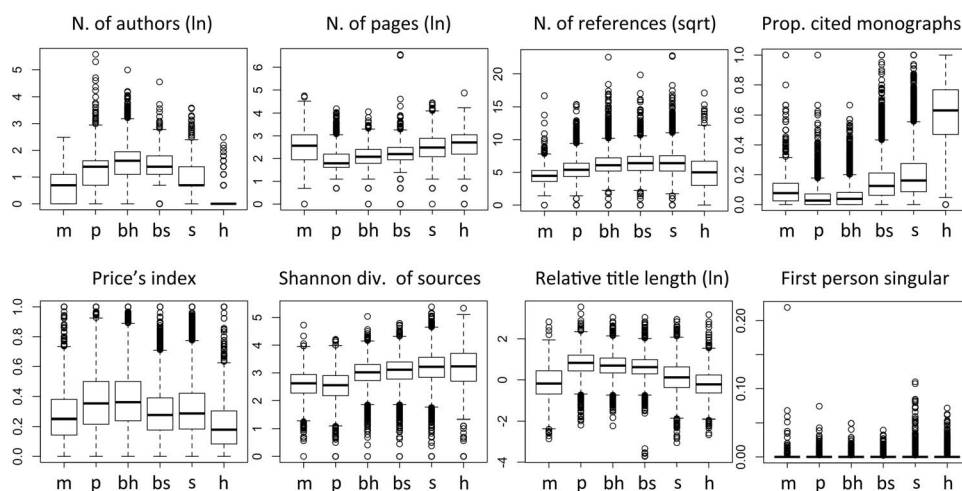 N. of authors (ln)
0 1 2 3 4 5
m p bh bs s h
N. of pages (ln)
0 1 2 3 4 5 6
m p bh bs s h
N. of references (sqrt)
0 5 10 15 20
m p bh bs s h
Prop. cited monographs
0.0 0.2 0.4 0.6 0.8 1.0
m p bh bs s h
Price's index
0.0 0.2 0.4 0.6 0.8 1.0
m p bh bs s h
Shannon div. of sources
0 1 2 3 4 5
m p bh bs s h
Relative title length (ln)
-4 -2 0 2
m p bh bs s h
First person singular
0.00 0.10 0.20
m p bh bs s h